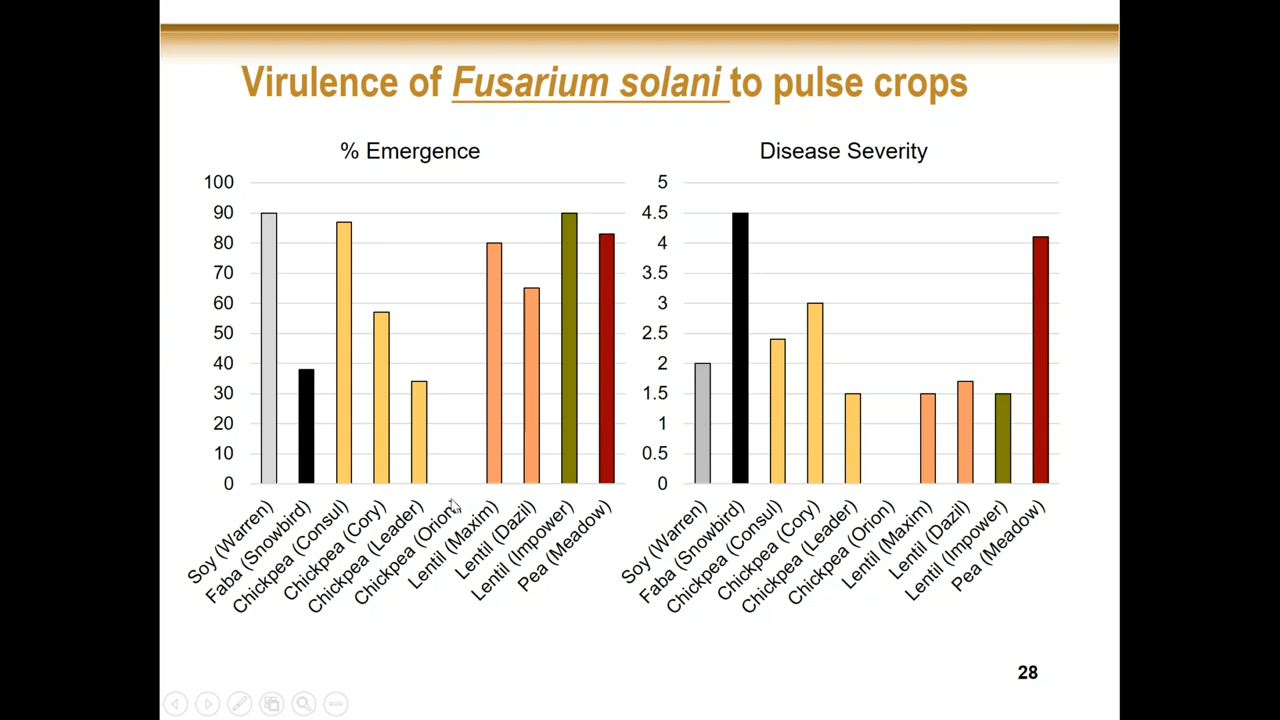 Virulence of Fusarium solani to pulse crops
% Emergence
100
90
80
70
60
50
40
30
20
10
0
Soy (Warren)
Faba (Snowbird)
Chickpea (Consul)
Chickpea (Cory)
Chickpea (Leader)
Chickpea (Orion)
Lentil (Maxim)
Lentil (Dazil)
Lentil (Impower)
Pea (Meadow)
Disease Severity
5
4.5
4
3.5
3
2.5
2
1.5
1
0.5
0
Soy (Warren)
Faba (Snowbird)
Chickpea (Consul)
Chickpea (Cory)
Chickpea (Leader)
Chickpea (Orion)
Lentil (Maxim)
Lentil (Dazil)
Lentil (Impower)
Pea (Meadow)
28